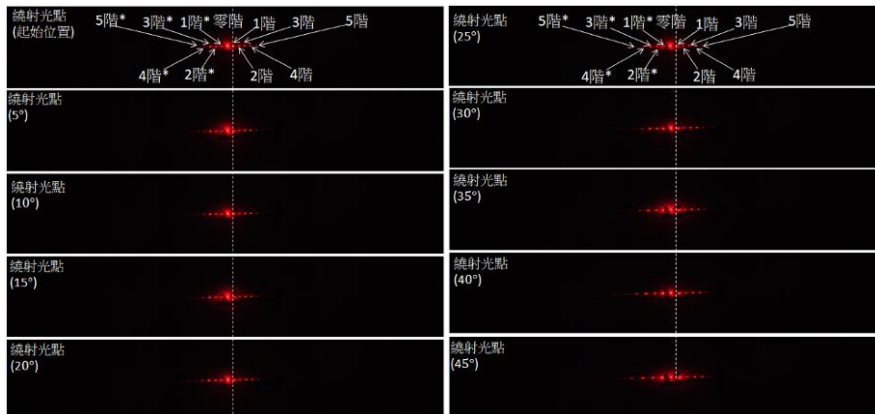 繞射光點
(起始位置)
5階* 3階* 1階* 零階 1階 3階 5階
4階* 2階* 2階 4階
繞射光點
(5°)
繞射光點
(10°)
繞射光點
(15°)
繞射光點
(20°)
繞射光點
(25°)
5階* 3階* 1階* 零階 1階 3階 5階
4階* 2階* 2階 4階
繞射光點
(30°)
繞射光點
(35°)
繞射光點
(40°)
繞射光點
(45°)